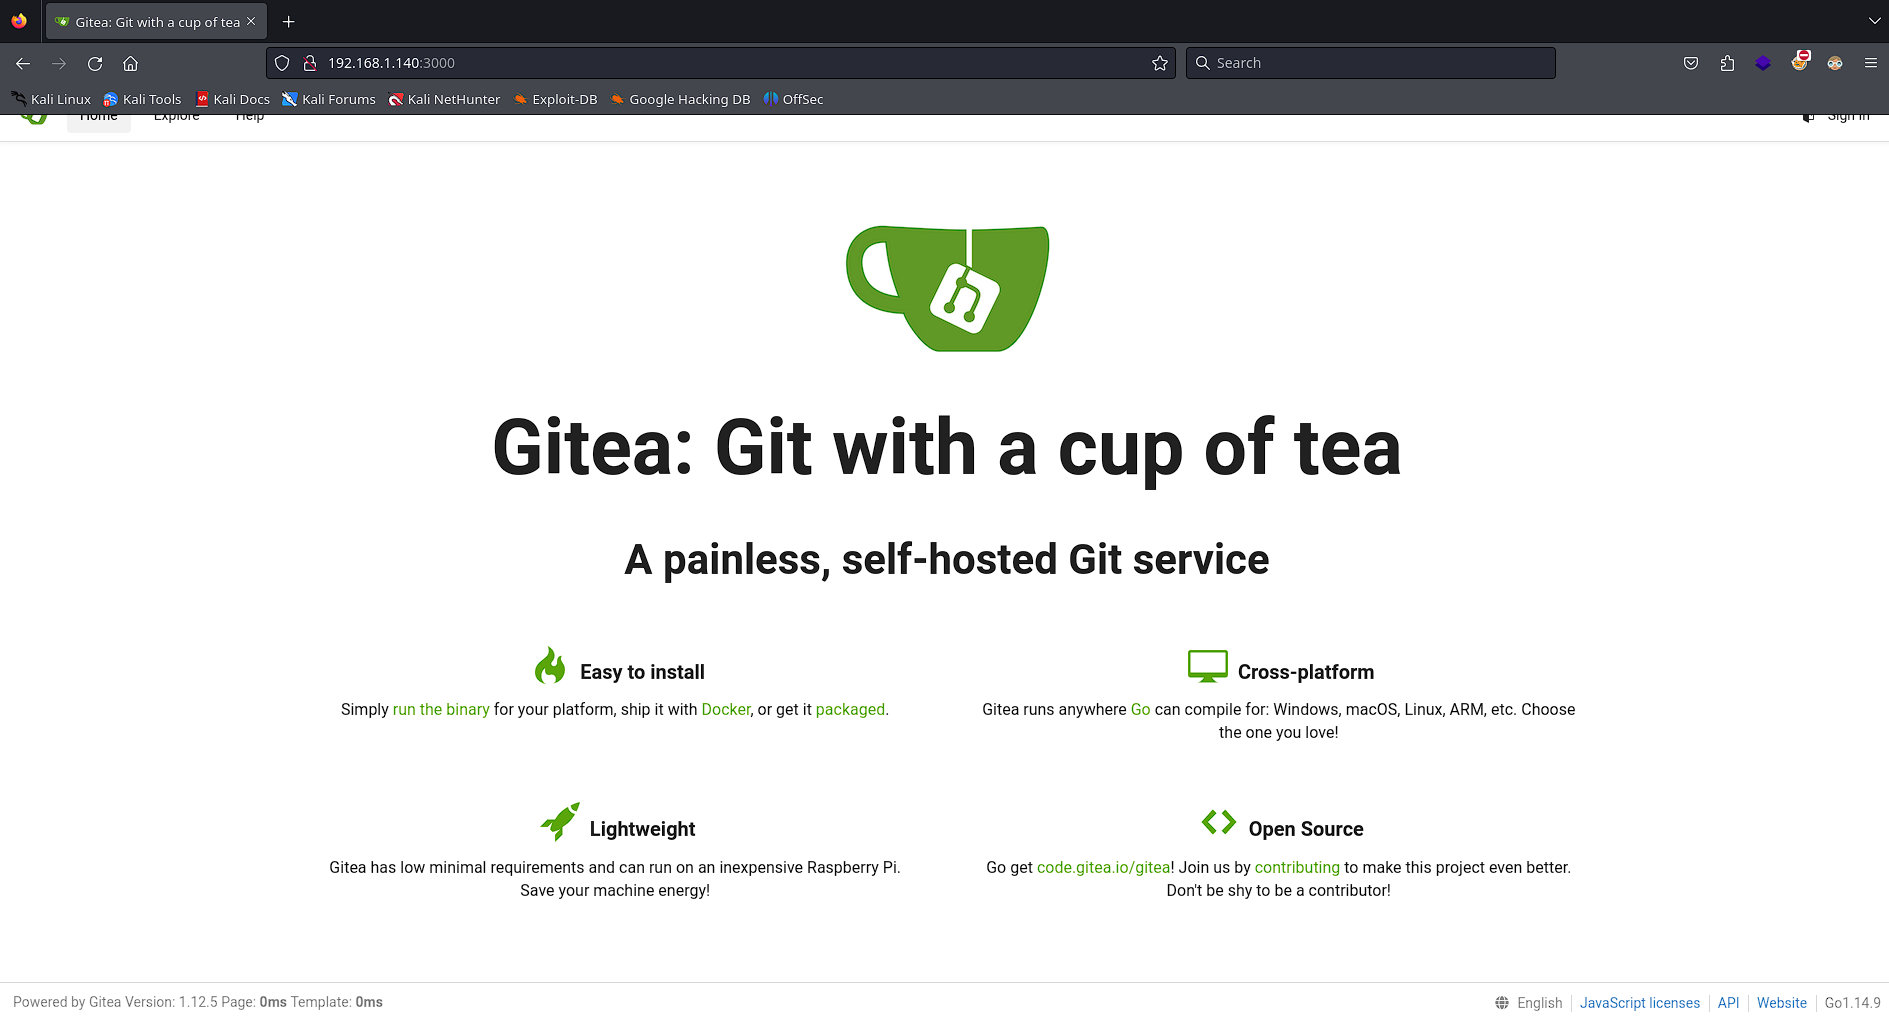 Gitea: Git with a cup of tea
192.168.1.140:3000
Search
Kali Linux Kali Tools Kali Docs Kali Forums Kali NetHunter Exploit-DB Google Hacking DB OffSec
Home Explore Help Sign In
Gitea: Git with a cup of tea
A painless, self-hosted Git service
Easy to install
Simply run the binary for your platform, ship it with Docker, or get it packaged.
Cross-platform
Gitea runs anywhere Go can compile for: Windows, macOS, Linux, ARM, etc. Choose
the one you love!
Lightweight
Gitea has low minimal requirements and can run on an inexpensive Raspberry Pi.
Save your machine energy!
Open Source
Go get code.gitea.io/gitea! Join us by contributing to make this project even better.
Don't be shy to be a contributor!
Powered by Gitea Version: 1.12.5 Page: 0ms Template: 0ms
English JavaScript licenses API Website Go1.14.9